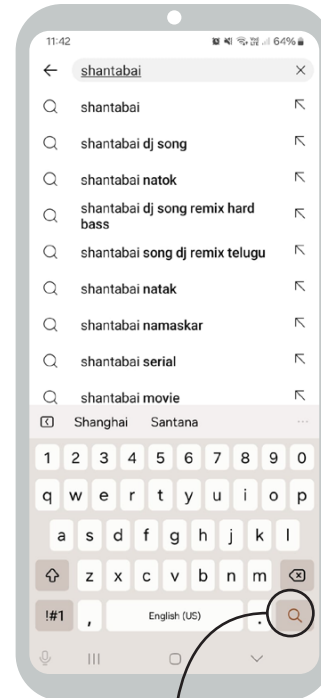 11:42 64%
shantabai
shantabai
shantabai dj song
shantabai natok
shantabai dj song remix hard
bass
shantabai song dj remix telugu
shantabai natak
shantabai namaskar
shantabai serial
shantabai movie
Shanghai Santana
1 2 3 4 5 6 7 8 9 0
q w e r t y u i o p
a s d f g h j k l
z x c v b n m
!#1 , English (US) .